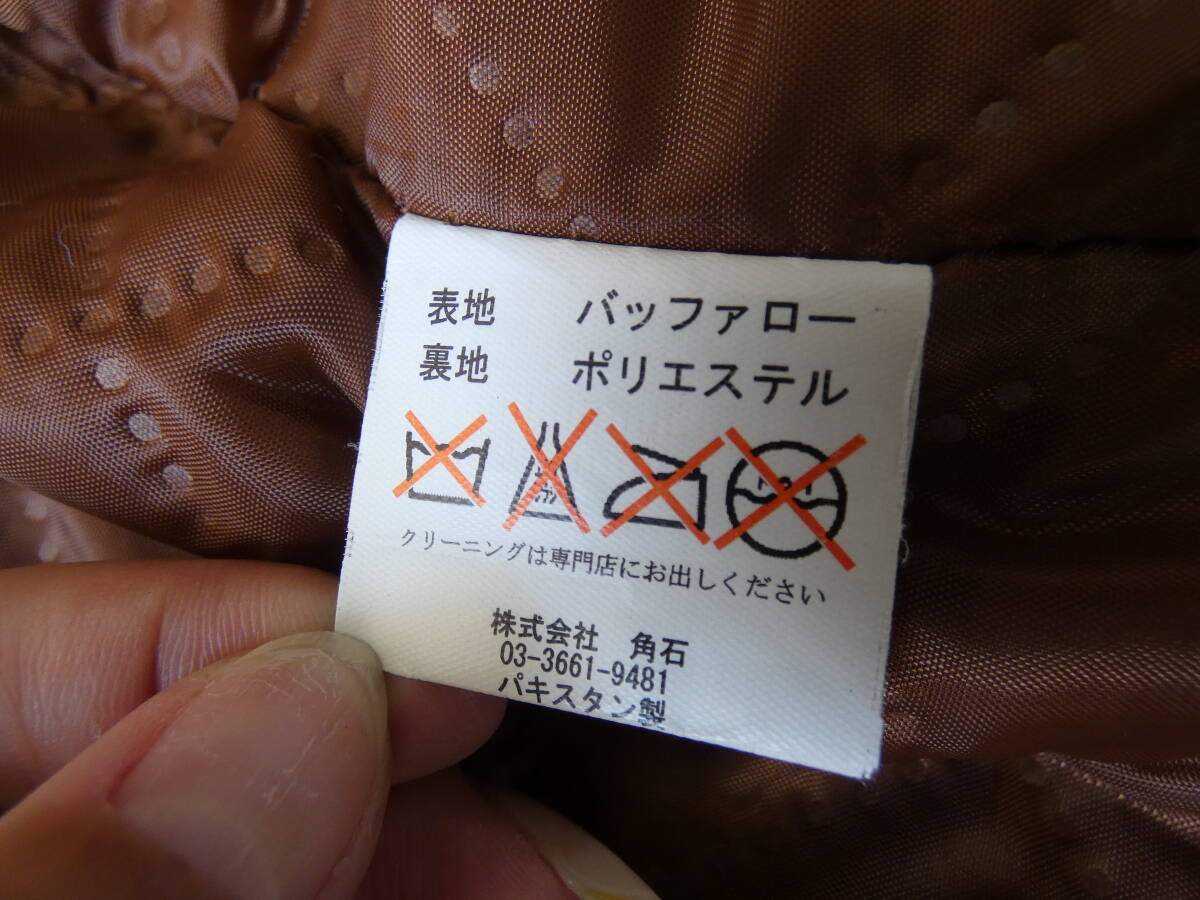 表地 バッファロー
裏地 ポリエステル
クリーニングは専門店にお出しください
株式会社 角石
03-3661-9481
パキスタン製